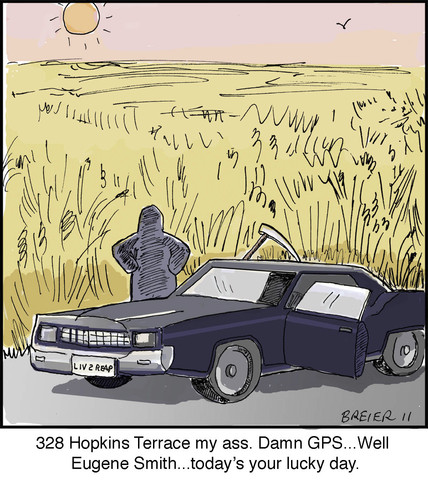 LIV 2 REAP
BREIER 11
328 Hopkins Terrace my ass. Damn GPS...Well
Eugene Smith...today's your lucky day.